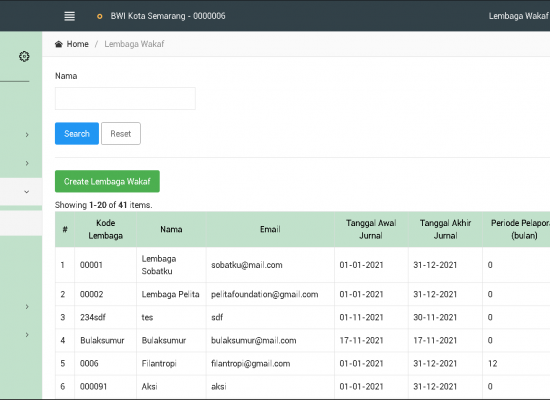 BWI Kota Semarang - 0000006 Lembaga Wakaf
Home / Lembaga Wakaf
Nama
Search Reset
Create Lembaga Wakaf
Showing 1-20 of 41 items.
# Kode Lembaga Nama Email Tanggal Awal Jurnal Tanggal Akhir Jurnal Periode Pelapora (bulan)
1 00001 Lembaga Sobatku sobatku@mail.com 01-01-2021 31-12-2021 0
2 00002 Lembaga Pelita pelitafoundation@gmail.com 01-01-2021 31-12-2021 0
3 234sdf tes sdf 01-11-2021 30-11-2021 0
4 Bulaksumur Bulaksumur bulaksumur@mail.com 17-11-2021 17-11-2021 0
5 0006 Filantropi filantropi@gmail.com 01-01-2021 31-12-2021 12
6 000091 Aksi aksi 01-01-2021 31-12-2021 0